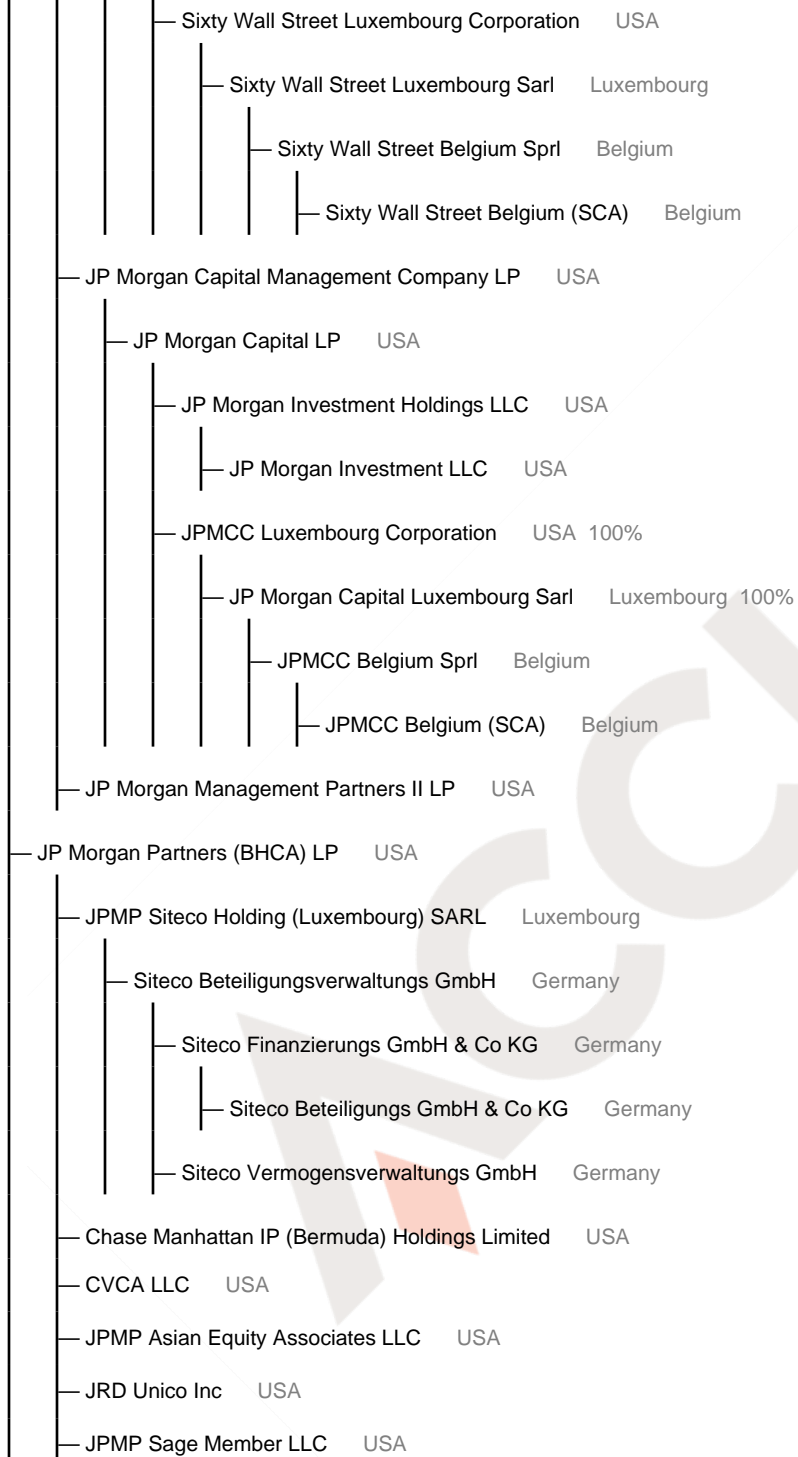 Sixty Wall Street Luxembourg Corporation USA
Sixty Wall Street Luxembourg Sarl Luxembourg
Sixty Wall Street Belgium Sprl Belgium
Sixty Wall Street Belgium (SCA) Belgium
JP Morgan Capital Management Company LP USA
JP Morgan Capital LP USA
JP Morgan Investment Holdings LLC USA
JP Morgan Investment LLC USA
JPMCC Luxembourg Corporation USA 100%
JP Morgan Capital Luxembourg Sarl Luxembourg 100%
JPMCC Belgium Sprl Belgium
JPMCC Belgium (SCA) Belgium
JP Morgan Management Partners II LP USA
JP Morgan Partners (BHCA) LP USA
JPMP Siteco Holding (Luxembourg) SARL Luxembourg
Siteco Beteiligungsverwaltungs GmbH Germany
Siteco Finanzierungs GmbH & Co KG Germany
Siteco Beteiligungs GmbH & Co KG Germany
Siteco Vermogensverwaltungs GmbH Germany
Chase Manhattan IP (Bermuda) Holdings Limited USA
CVCA LLC USA
JPMP Asian Equity Associates LLC USA
JRD Unico Inc USA
JPMP Sage Member LLC USA